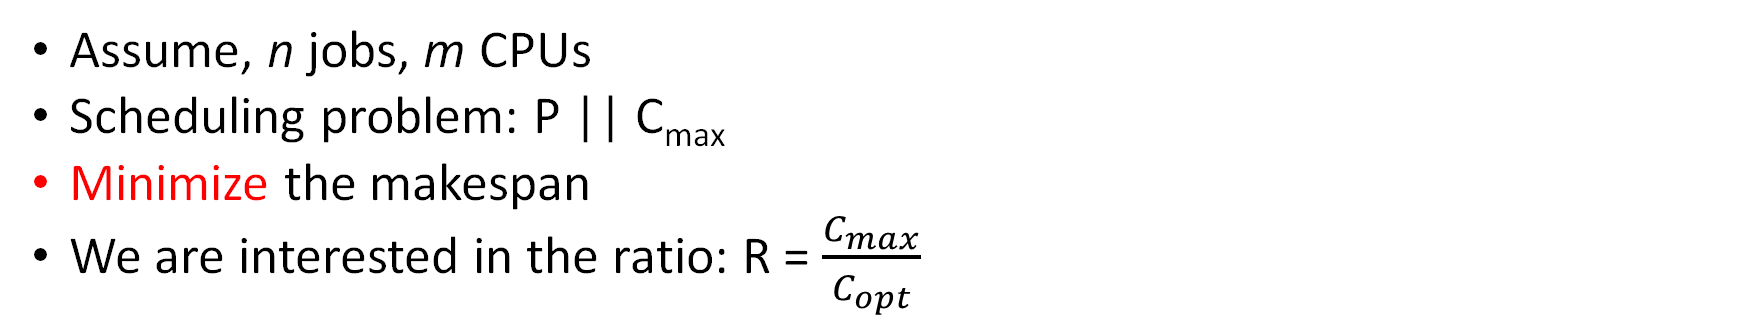 • Assume, n jobs, m CPUs
• Scheduling problem: P || Cmax
• Minimize the makespan
• We are interested in the ratio: R = Cmax / Copt